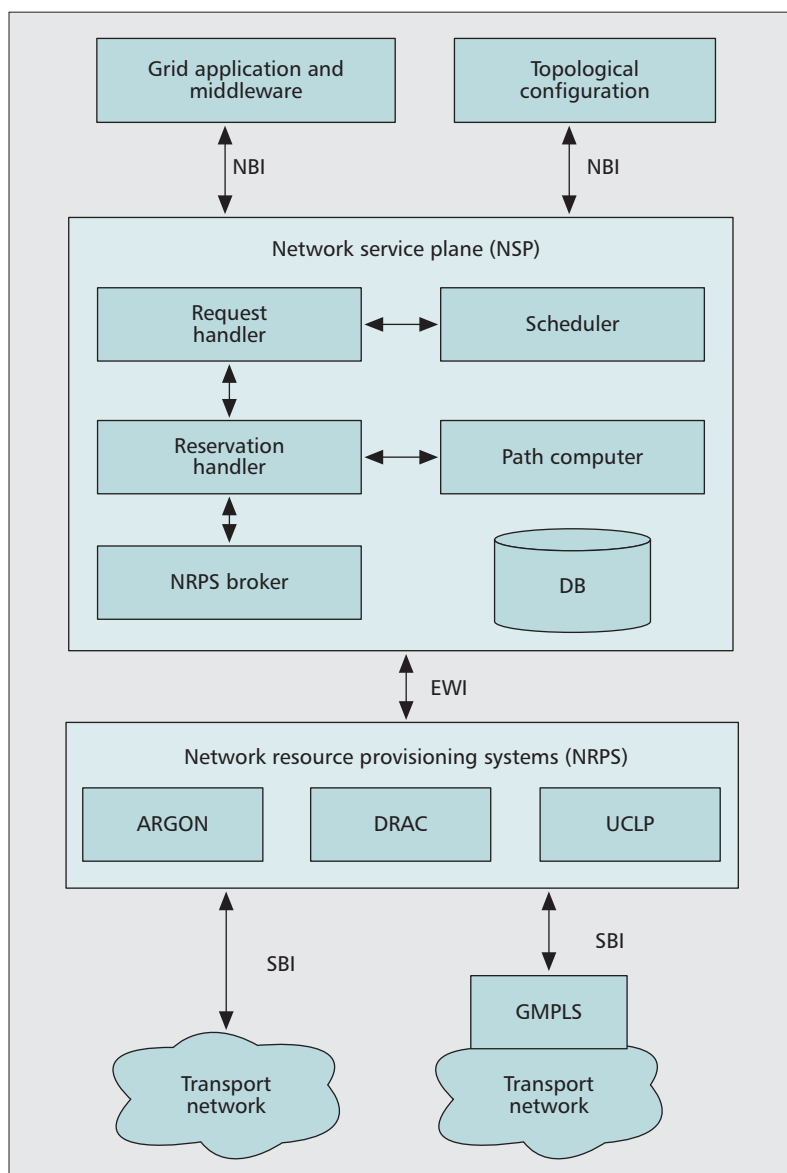 Grid application and
middleware
Topological
configuration
NBI
NBI
Network service plane (NSP)
Request
handler
Scheduler
Reservation
handler
Path computer
NRPS broker
DB
EWI
Network resource provisioning systems (NRPS)
ARGON
DRAC
UCLP
SBI
SBI
GMPLS
Transport
network
Transport
network